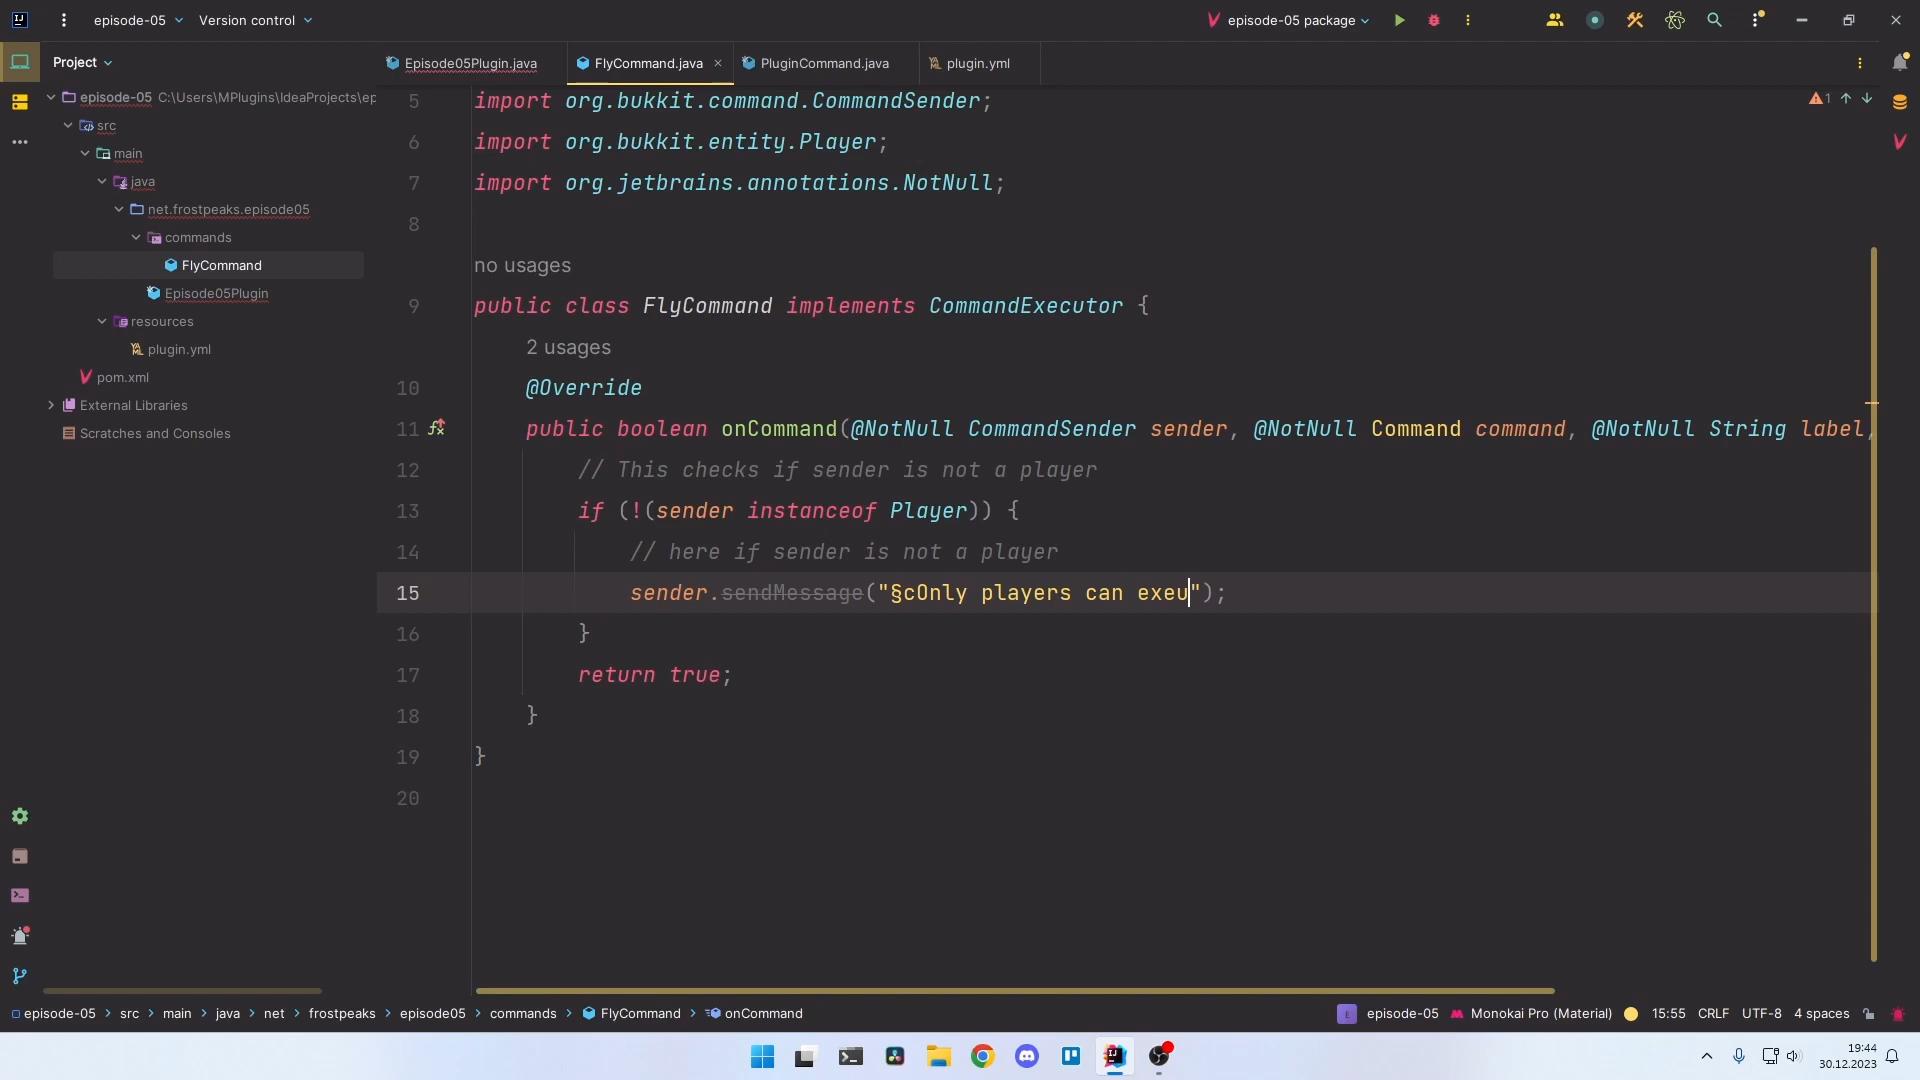 episode-05 Version control episode-05 package
Project
Episode05Plugin.java FlyCommand.java PluginCommand.java plugin.yml
episode-05 C:\Users\MPlugins\IdeaProjects\ep
src
main
java
net.frostpeaks.episode05
commands
FlyCommand
Episode05Plugin
resources
plugin.yml
pom.xml
External Libraries
Scratches and Consoles
1
5 import org.bukkit.command.CommandSender;
6 import org.bukkit.entity.Player;
7 import org.jetbrains.annotations.NotNull;
8
no usages
9 public class FlyCommand implements CommandExecutor {
2 usages
10 @Override
11 public boolean onCommand(@NotNull CommandSender sender, @NotNull Command command, @NotNull String label,
12 // This checks if sender is not a player
13 if (!(sender instanceof Player)) {
14 // here if sender is not a player
15 sender.sendMessage("§cOnly players can exeu");
16 }
17 return true;
18 }
19 }
20
episode-05 > src > main > java > net > frostpeaks > episode05 > commands > FlyCommand > onCommand
episode-05 Monokai Pro (Material) 15:55 CRLF UTF-8 4 spaces
19:44
30.12.2023